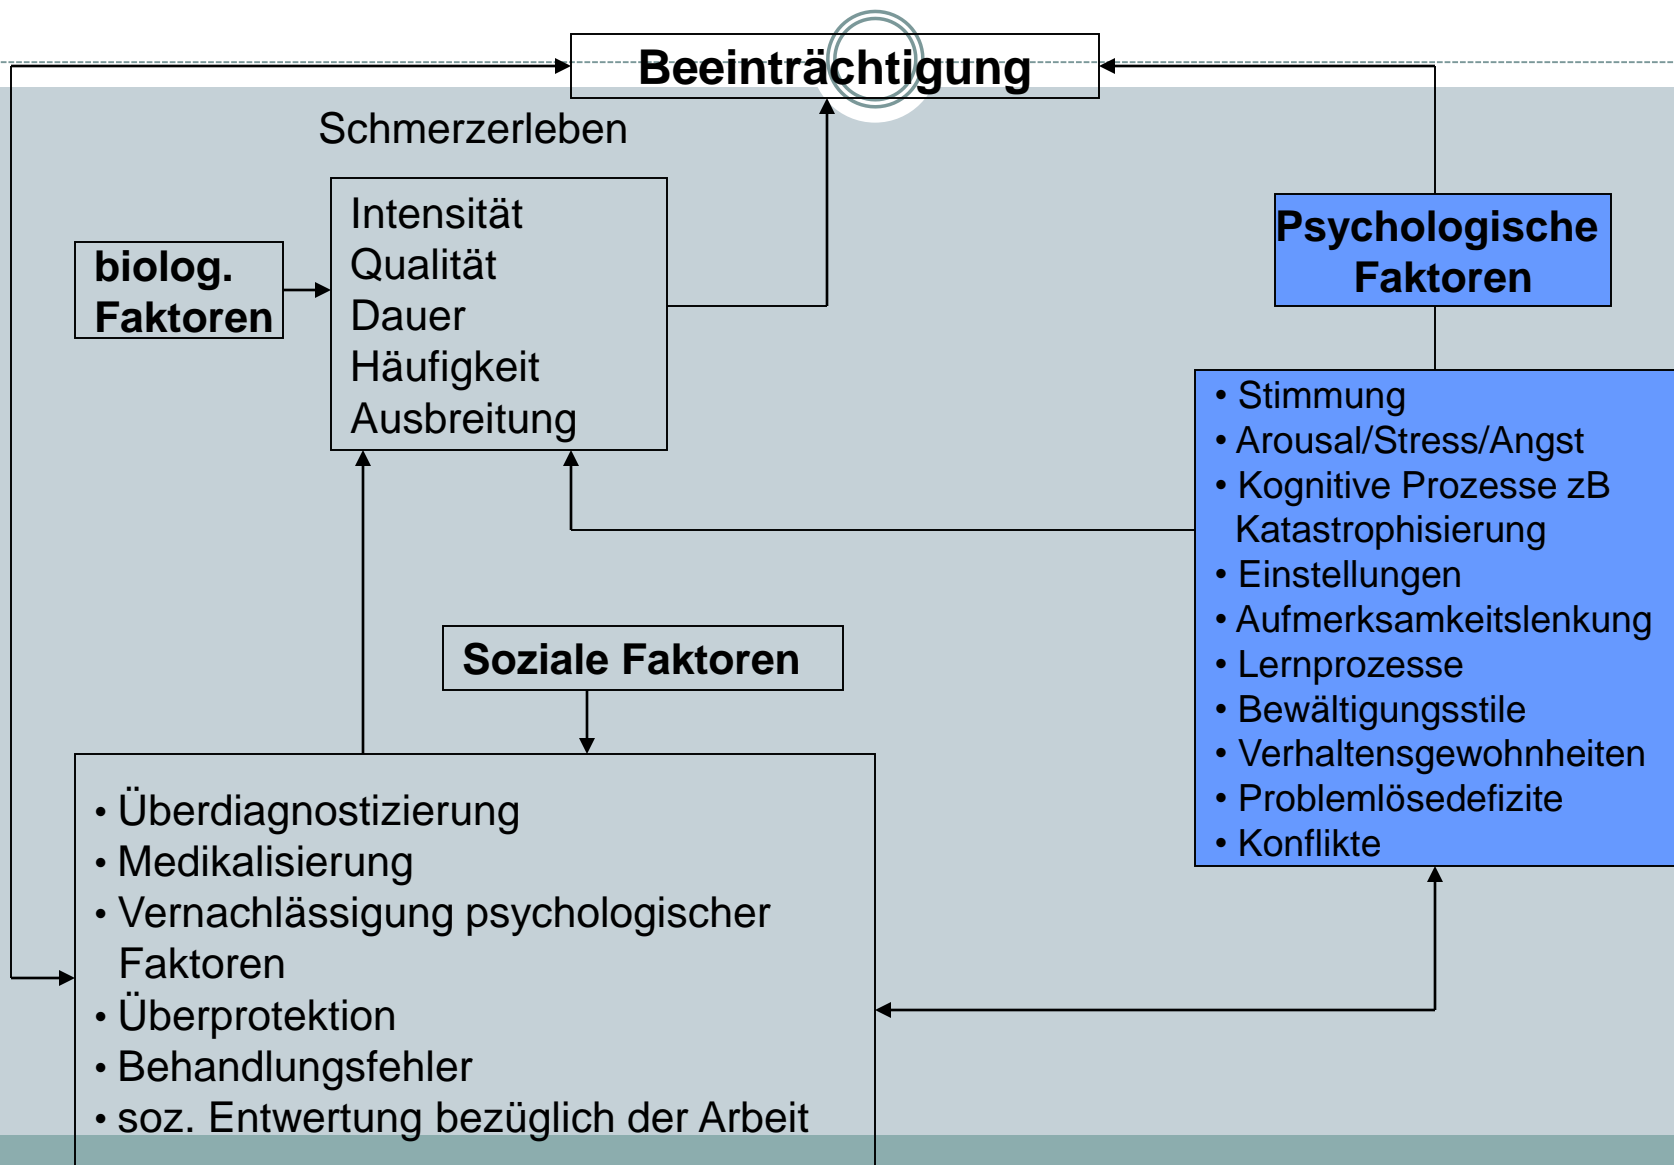 Beeinträchtigung
Schmerzerleben
Intensität
Qualität
Dauer
Häufigkeit
Ausbreitung
biolog.
Faktoren
Psychologische
Faktoren
• Stimmung
• Arousal/Stress/Angst
• Kognitive Prozesse zB
Katastrophisierung
• Einstellungen
• Aufmerksamkeitslenkung
• Lernprozesse
• Bewältigungsstile
• Verhaltensgewohnheiten
• Problemlösedefizite
• Konflikte
Soziale Faktoren
• Überdiagnostizierung
• Medikalisierung
• Vernachlässigung psychologischer
Faktoren
• Überprotektion
• Behandlungsfehler
• soz. Entwertung bezüglich der Arbeit